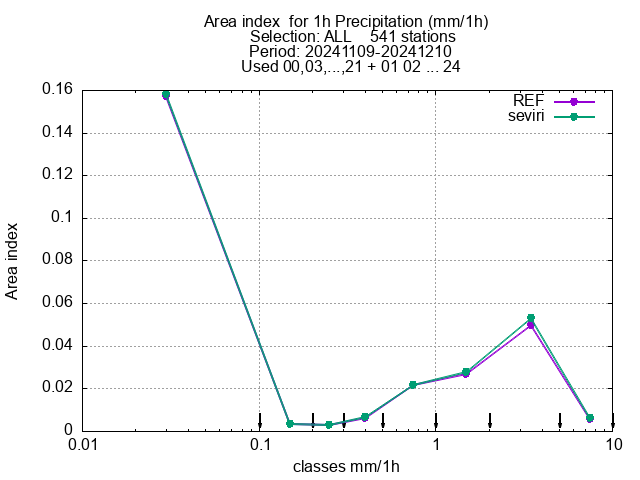 Area index  for 1h Precipitation (mm/1h)
Selection: ALL    541 stations
Period: 20241109-20241210
Used 00,03,...,21 + 01 02 ... 24
REF
seviri
0.16
0.14
0.12
0.1
0.08
0.06
0.04
0.02
0
Area index
0.01
0.1
1
10
classes mm/1h